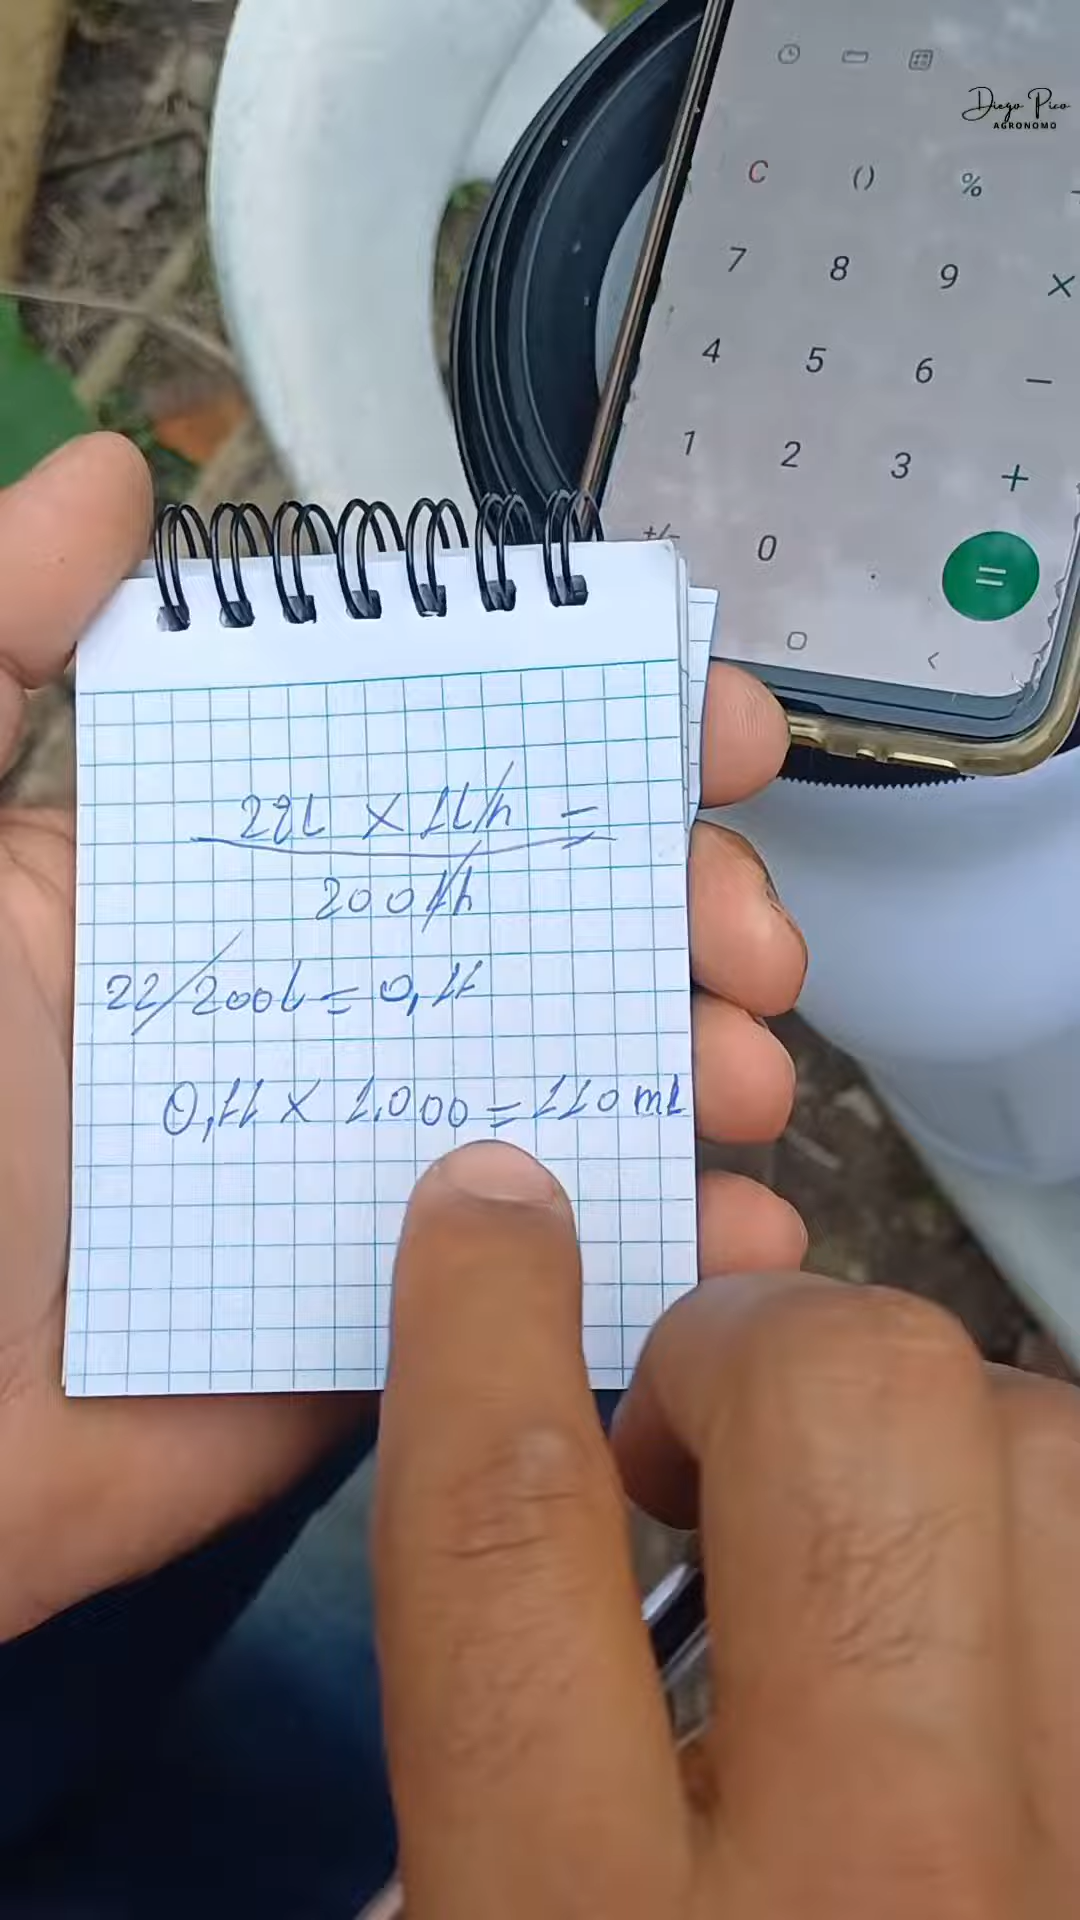 Diego Pico
AGRONOMO
C () %
7 8 9 ×
4 5 6 −
1 2 3 +
+/- 0 . =
22L X 1L/h =
200 l/h
22/200L = 0,11
0,11 X 1.000 = 110 mL